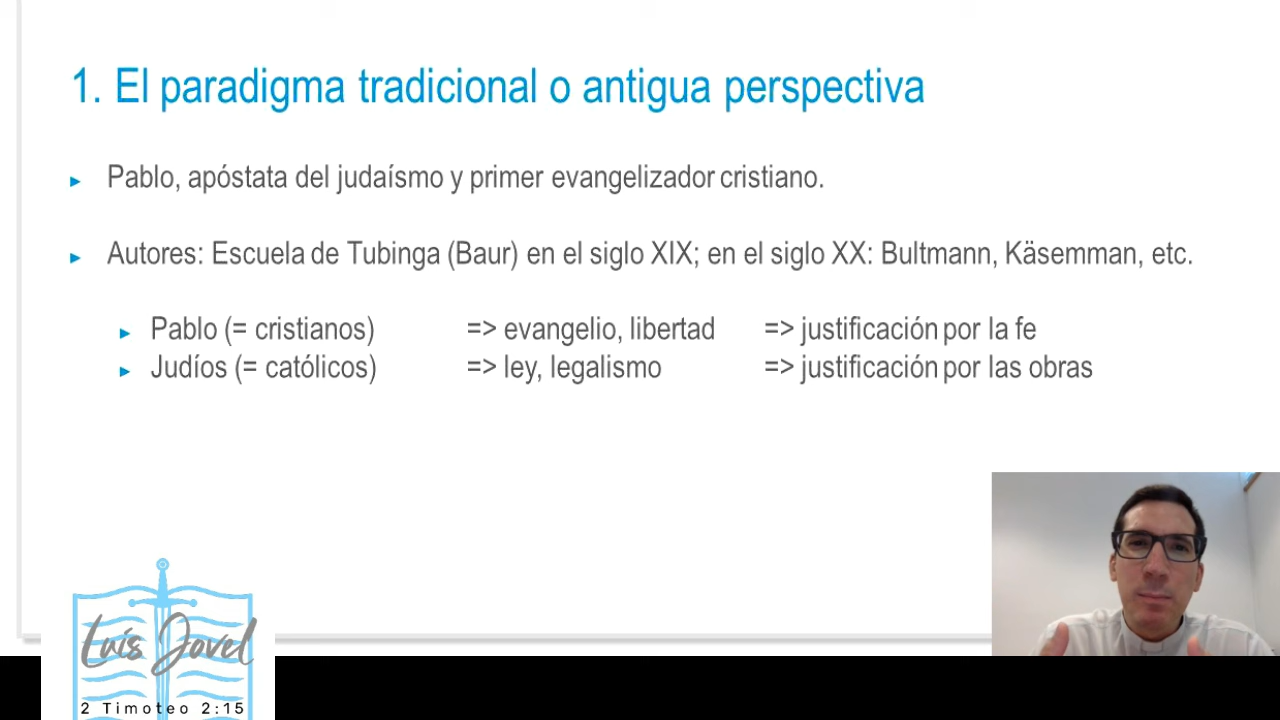 1. El paradigma tradicional o antigua perspectiva
► Pablo, apóstata del judaísmo y primer evangelizador cristiano.
► Autores: Escuela de Tubinga (Baur) en el siglo XIX; en el siglo XX: Bultmann, Käsemman, etc.
► Pablo (= cristianos) => evangelio, libertad => justificación por la fe
► Judíos (= católicos) => ley, legalismo => justificación por las obras
Luis Jovel
2 Timoteo 2:15